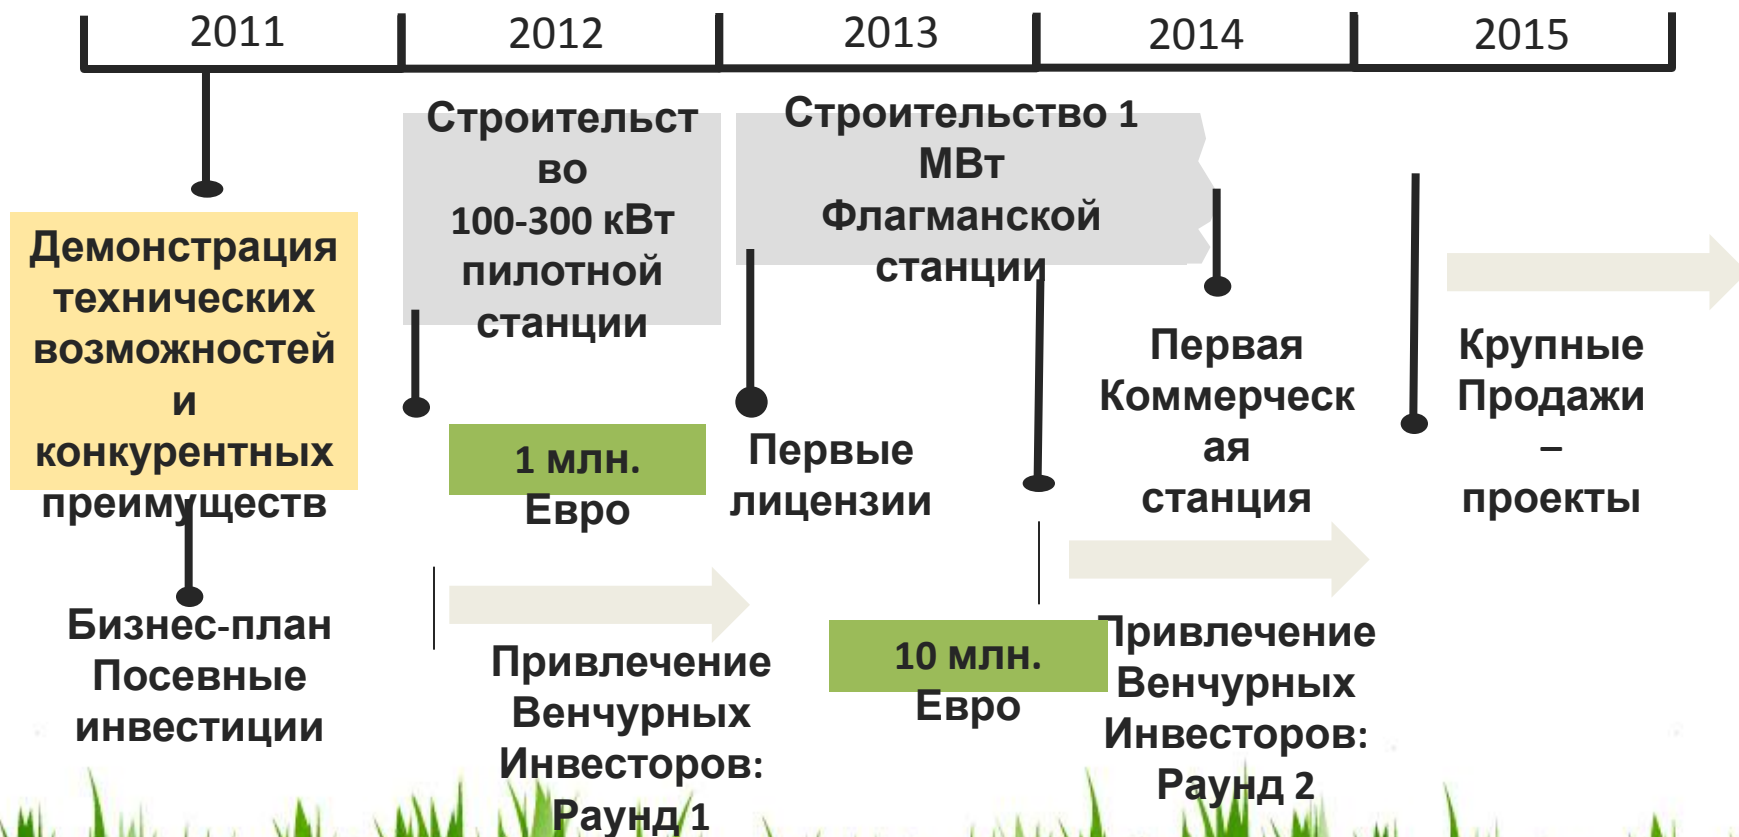 2011
2012
2013
2014
2015
Демонстрация
технических
возможностей
и
конкурентных
преимуществ
Бизнес-план
Посевные
инвестиции
Строительст
во
100-300 кВт
пилотной
станции
1 млн.
Евро
Привлечение
Венчурных
Инвесторов:
Раунд 1
Строительство 1
МВт
Флагманской
станции
Первые
лицензии
10 млн.
Евро
Первая
Коммерческ
ая
станция
Привлечение
Венчурных
Инвесторов:
Раунд 2
Крупные
Продажи
–
проекты